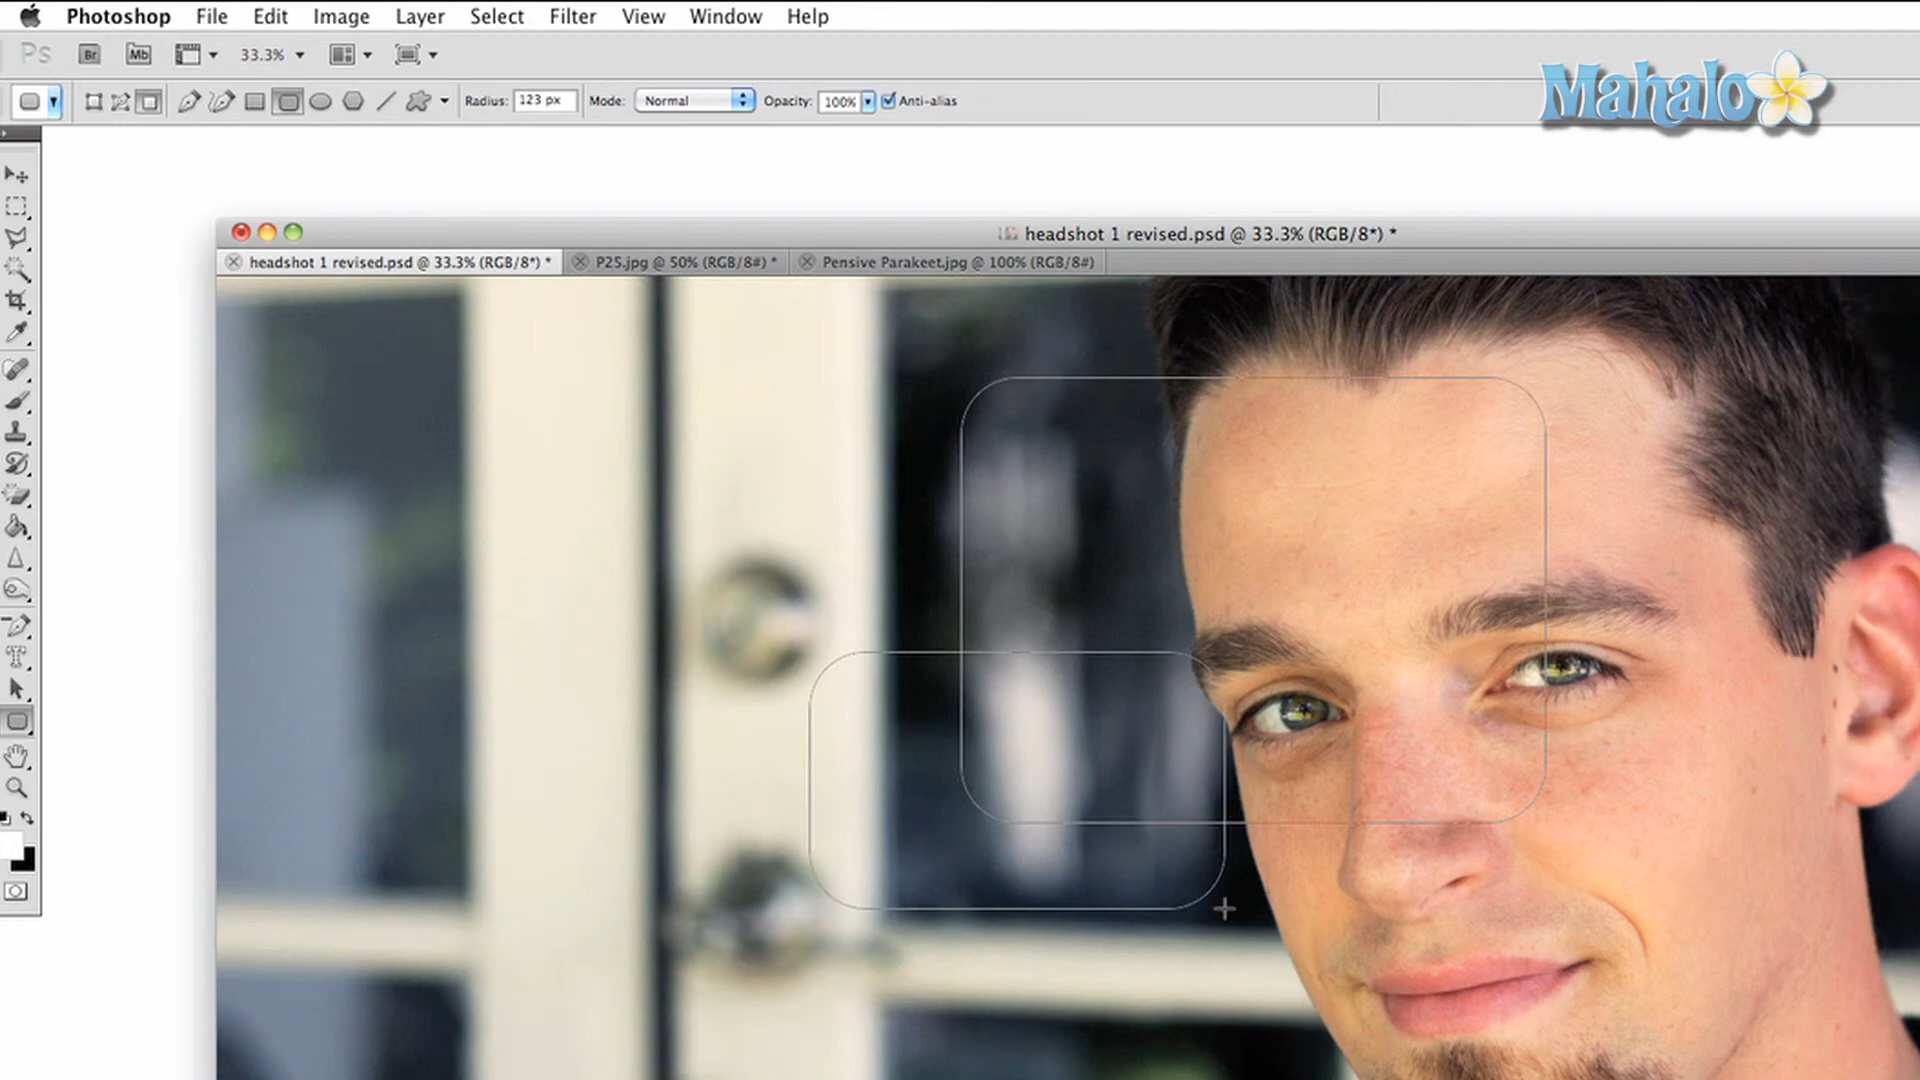 Photoshop File Edit Image Layer Select Filter View Window Help
Ps Br Mb 33.3%
Radius: 123 px Mode: Normal Opacity: 100% Anti-alias
Mahalo
headshot 1 revised.psd @ 33.3% (RGB/8*) *
headshot 1 revised.psd @ 33.3% (RGB/8*) * P25.jpg @ 50% (RGB/8#) * Pensive Parakeet.jpg @ 100% (RGB/8#)
T